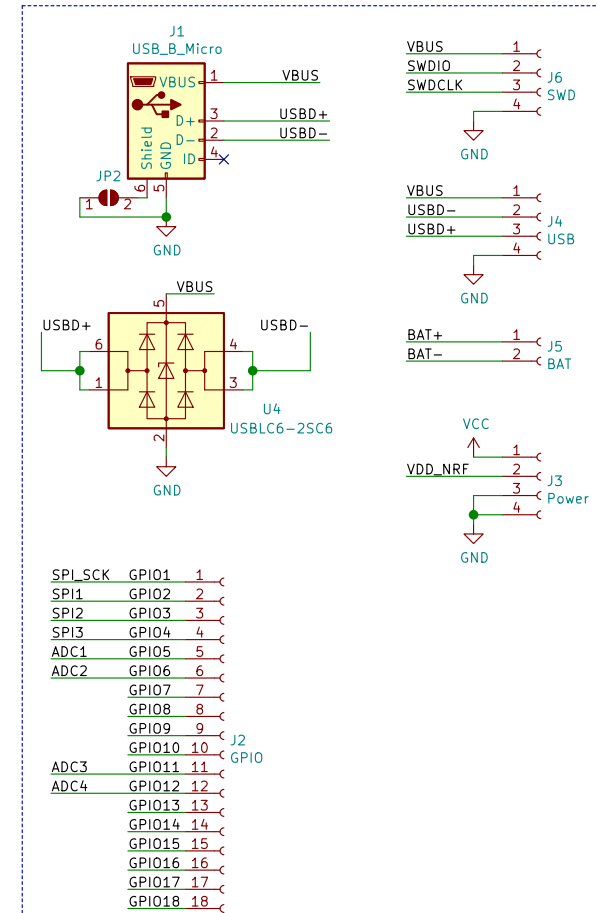 J1
USB_B_Micro
VBUS 1 VBUS
D+ 3 USBD+
D- 2 USBD-
ID 4
Shield
GND
6
5
JP2
1 2
GND
VBUS
5
USBD+ USBD-
6 4
1 3
2
U4
USBLC6-2SC6
GND
SPI_SCK GPIO1 1
SPI1 GPIO2 2
SPI2 GPIO3 3
SPI3 GPIO4 4
ADC1 GPIO5 5
ADC2 GPIO6 6
GPIO7 7
GPIO8 8
GPIO9 9
GPIO10 10
ADC3 GPIO11 11
ADC4 GPIO12 12
GPIO13 13
GPIO14 14
GPIO15 15
GPIO16 16
GPIO17 17
GPIO18 18
J2
GPIO
VBUS 1
SWDIO 2
SWDCLK 3
4
J6
SWD
GND
VBUS 1
USBD- 2
USBD+ 3
4
J4
USB
GND
BAT+ 1
BAT- 2
J5
BAT
VCC
1
VDD_NRF 2
3
4
J3
Power
GND